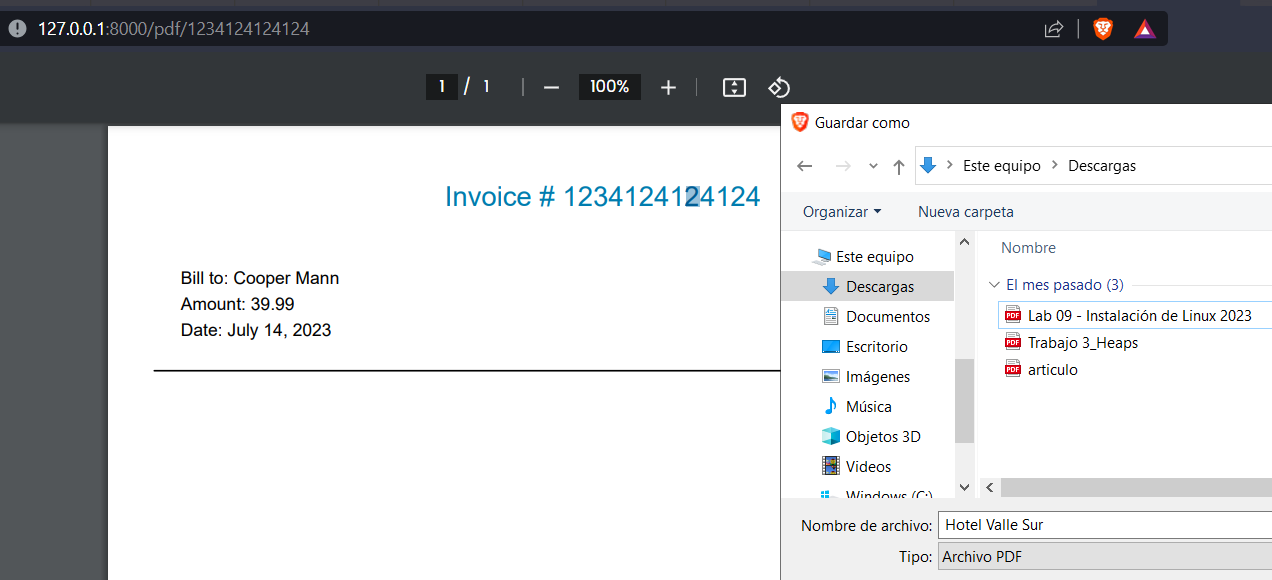 127.0.0.1:8000/pdf/1234124124124
1 / 1
100%
Invoice # 1234124124124
Bill to: Cooper Mann
Amount: 39.99
Date: July 14, 2023
Guardar como
Este equipo
Descargas
Organizar
Nueva carpeta
Este equipo
Descargas
Documentos
Escritorio
Imágenes
Música
Objetos 3D
Videos
Windows (C:)
Nombre
El mes pasado (3)
PDF Lab 09 - Instalación de Linux 2023
PDF Trabajo 3_Heaps
PDF articulo
Nombre de archivo: Hotel Valle Sur
Tipo: Archivo PDF